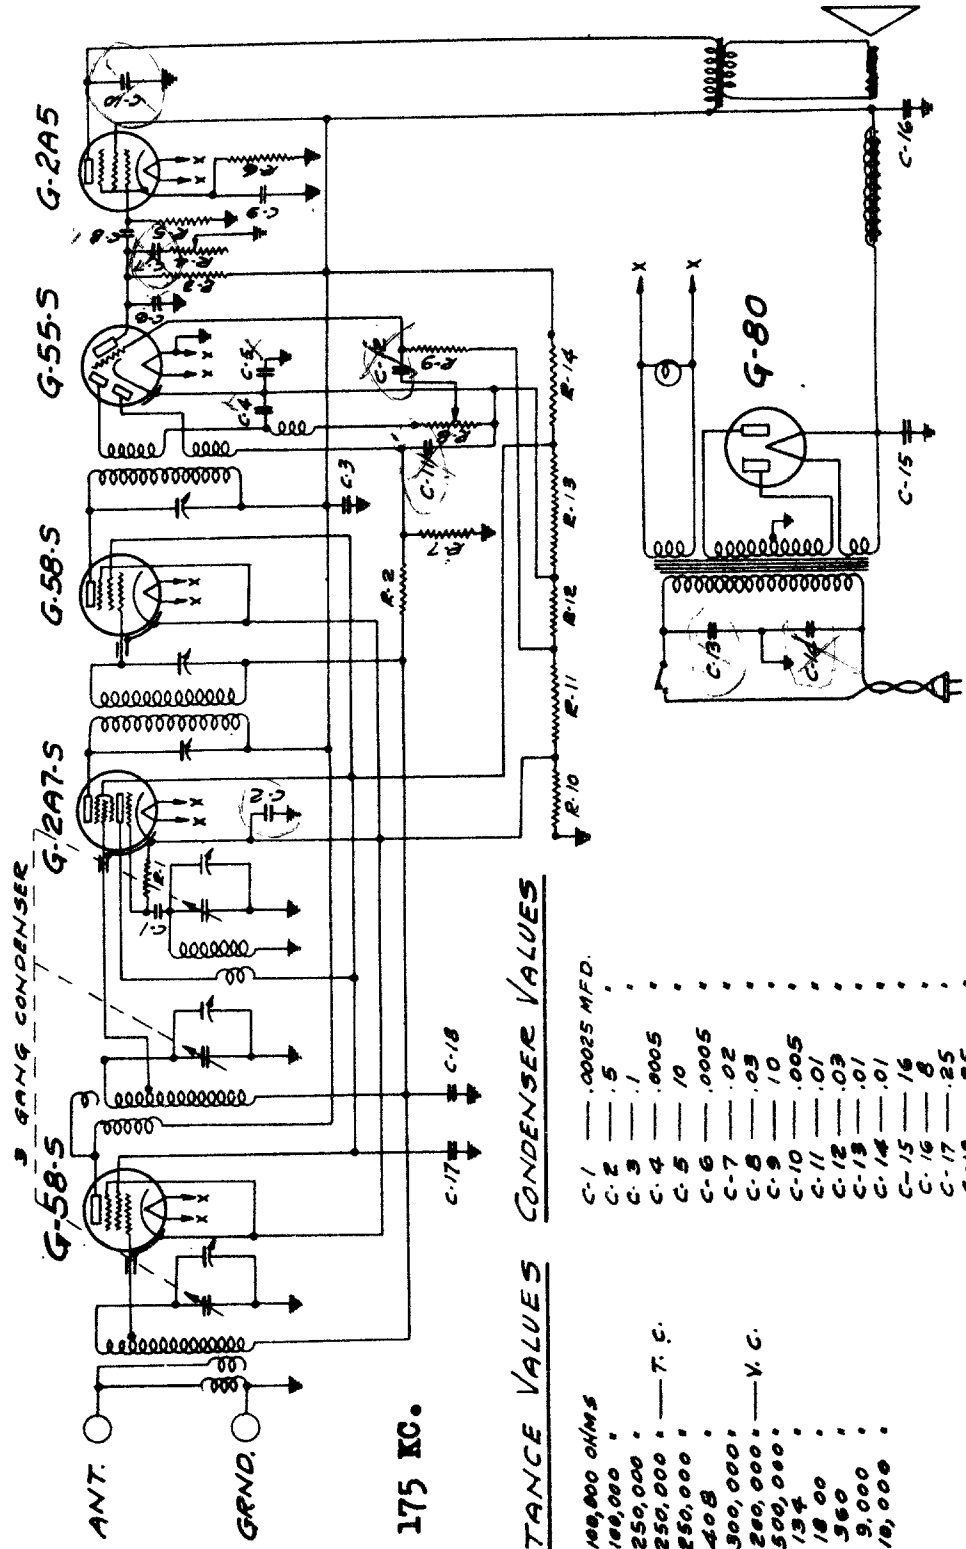 3 GANG CONDENSER
G-58-S
G-2A7-S
G-58-S
G-55-S
G-2A5
ANT.
GRND.
C-1
R-1
C-2
C-3
C-4
C-5
C-6
R-3
R-4
C-7
R-5
C-8
C-9
R-6
C-10
R-2
R-7
C-11
R-8
C-12
R-9
C-17
C-18
X X
X X
X X
X X
X X
R-10
R-11
R-12
R-13
R-14
175 KC.
X
X
G-80
C-13
C-14
C-15
C-16
TANCE VALUES
100,000 OHMS
100,000 "
250,000 "
250,000 " — T.C.
250,000 "
408 "
300,000 "
200,000 " — V.C.
500,000 "
134 "
1800 "
360 "
9,000 "
10,000 "
CONDENSER VALUES
C-1 — .00025 MFD.
C-2 — .5 "
C-3 — .1 "
C-4 — .0005 "
C-5 — 10 "
C-6 — .0005 "
C-7 — .02 "
C-8 — .03 "
C-9 — 10 "
C-10 — .005 "
C-11 — .01 "
C-12 — .03 "
C-13 — .01 "
C-14 — .01 "
C-15 — 16 "
C-16 — 8 "
C-17 — .25 "